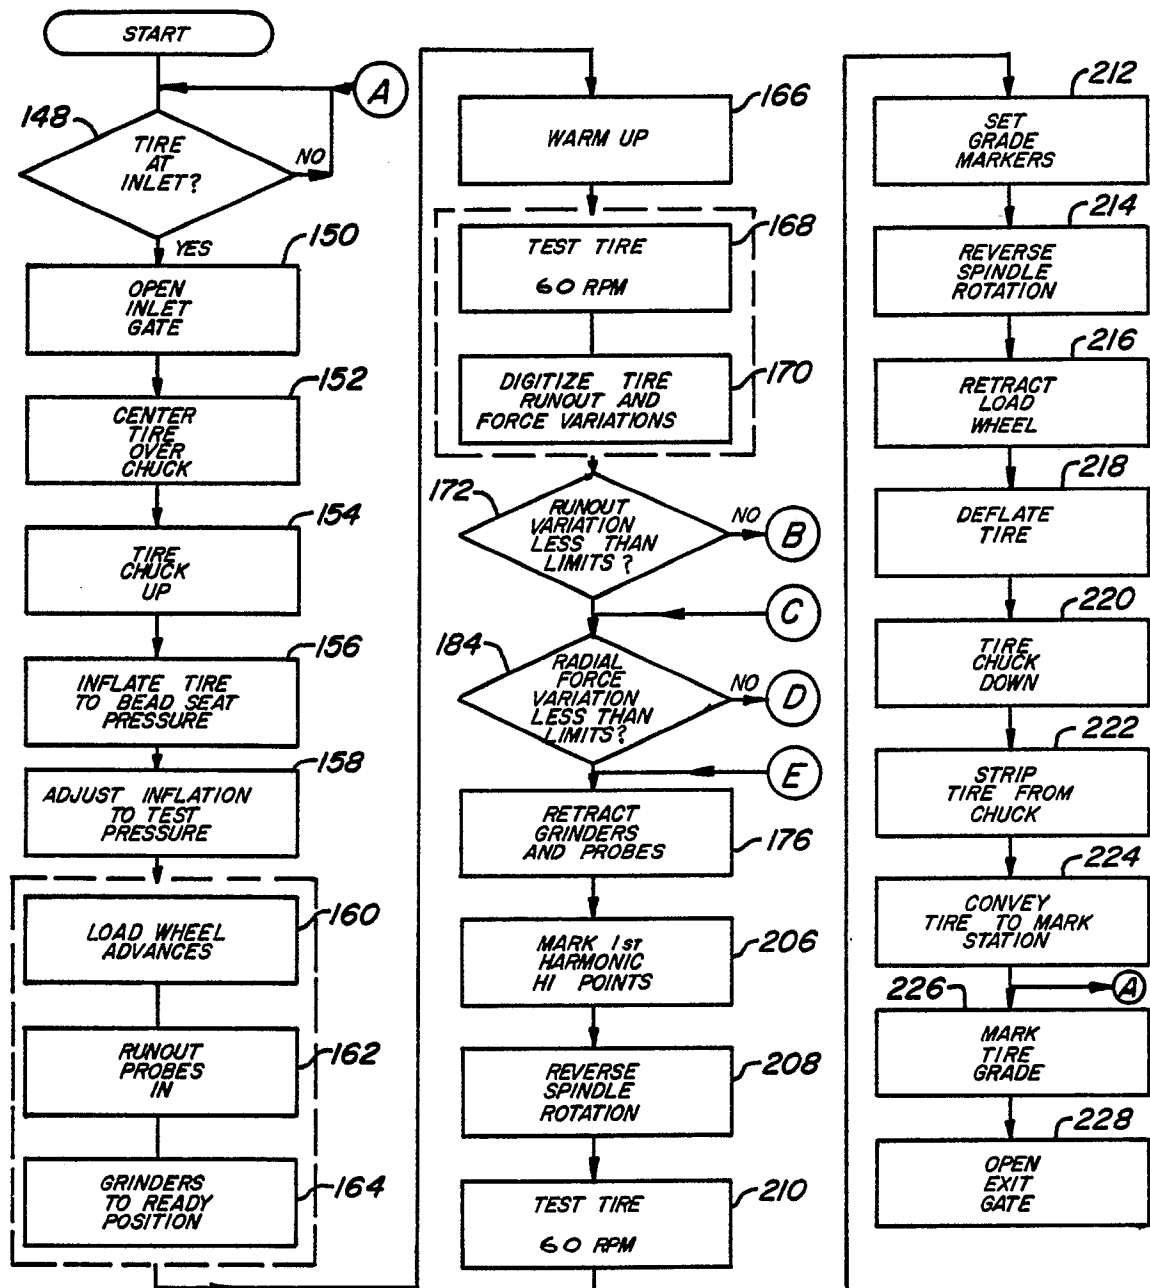 START
A
148
TIRE
AT
INLET?
NO
YES
150
OPEN
INLET
GATE
152
CENTER
TIRE
OVER
CHUCK
154
TIRE
CHUCK
UP
156
INFLATE TIRE
TO BEAD SEAT
PRESSURE
158
ADJUST INFLATION
TO TEST
PRESSURE
160
LOAD WHEEL
ADVANCES
162
RUNOUT
PROBES
IN
164
GRINDERS
TO READY
POSITION
166
WARM UP
168
TEST TIRE
60 RPM
170
DIGITIZE TIRE
RUNOUT AND
FORCE VARIATIONS
172
RUNOUT
VARIATION
LESS THAN
LIMITS?
NO
B
C
184
RADIAL
FORCE
VARIATION
LESS THAN
LIMITS?
NO
D
E
RETRACT
GRINDERS
AND PROBES
176
MARK 1st
HARMONIC
HI POINTS
206
REVERSE
SPINDLE
ROTATION
208
TEST TIRE
60 RPM
210
212
SET
GRADE
MARKERS
214
REVERSE
SPINDLE
ROTATION
216
RETRACT
LOAD
WHEEL
218
DEFLATE
TIRE
220
TIRE
CHUCK
DOWN
222
STRIP
TIRE FROM
CHUCK
224
CONVEY
TIRE TO MARK
STATION
A
226
MARK
TIRE
GRADE
228
OPEN
EXIT
GATE